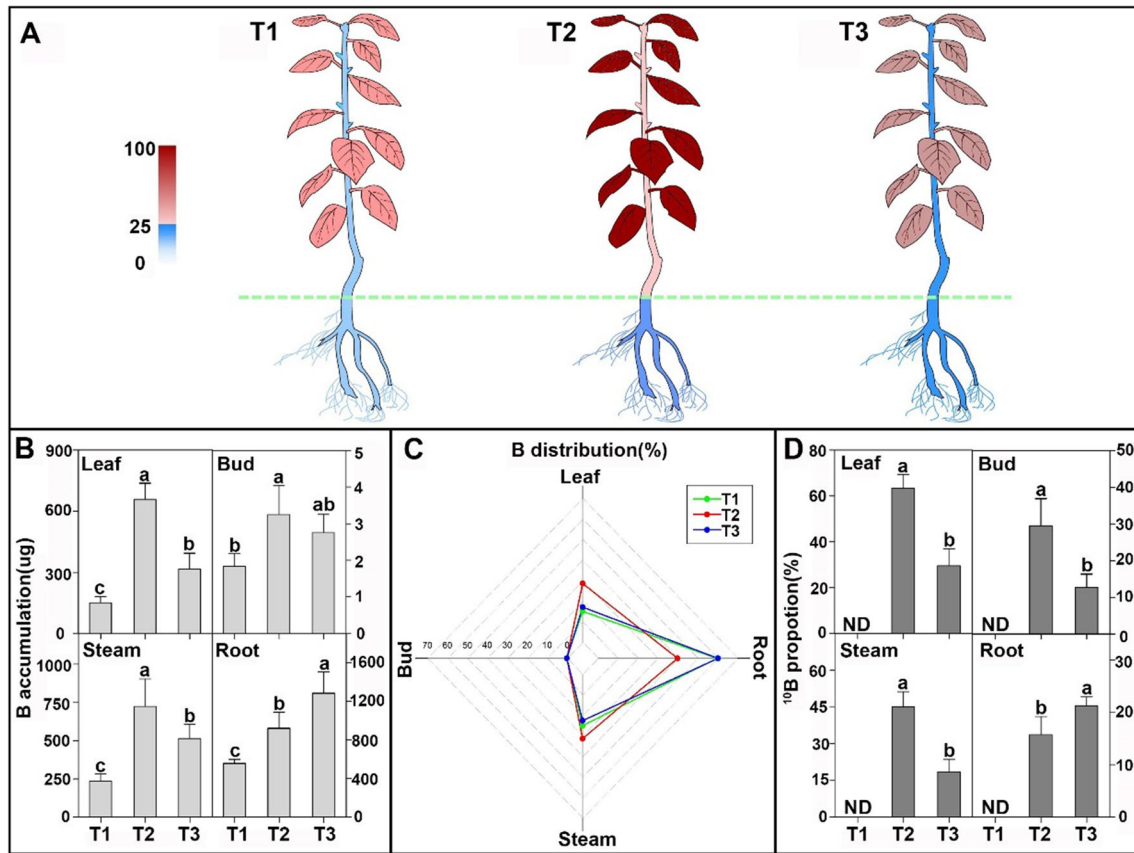 A
T1
T2
T3
100
25
0
B
B accumulation(ug)
900
600
300
0
Leaf
c
a
b
Bud
b
a
ab
5
4
3
2
1
0
1000
750
500
250
0
Steam
c
a
b
Root
c
b
a
1600
1200
800
400
0
T1 T2 T3 T1 T2 T3
C
B distribution(%)
Leaf
T1
T2
T3
70 60 50 40 30 20 10 0
Bud
Root
Steam
D
¹⁰B propotion(%)
80
60
40
20
0
Leaf
ND
a
b
Bud
ND
a
b
50
40
30
20
10
0
60
45
30
15
0
Steam
ND
a
b
Root
ND
b
a
30
20
10
0
T1 T2 T3 T1 T2 T3